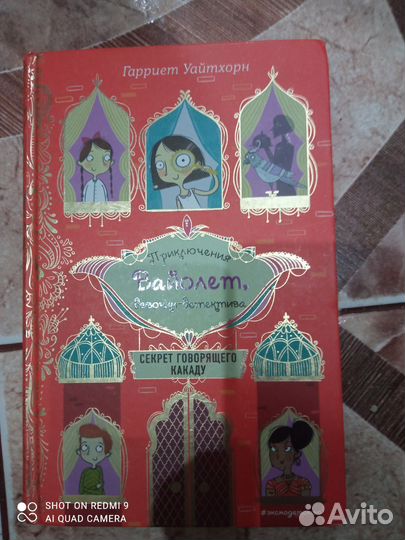 Гарриет Уайтхорн
Приключения
Вайолет,
девочки-детектива
СЕКРЕТ ГОВОРЯЩЕГО
КАКАДУ
SHOT ON REDMI 9
AI QUAD CAMERA
Avito